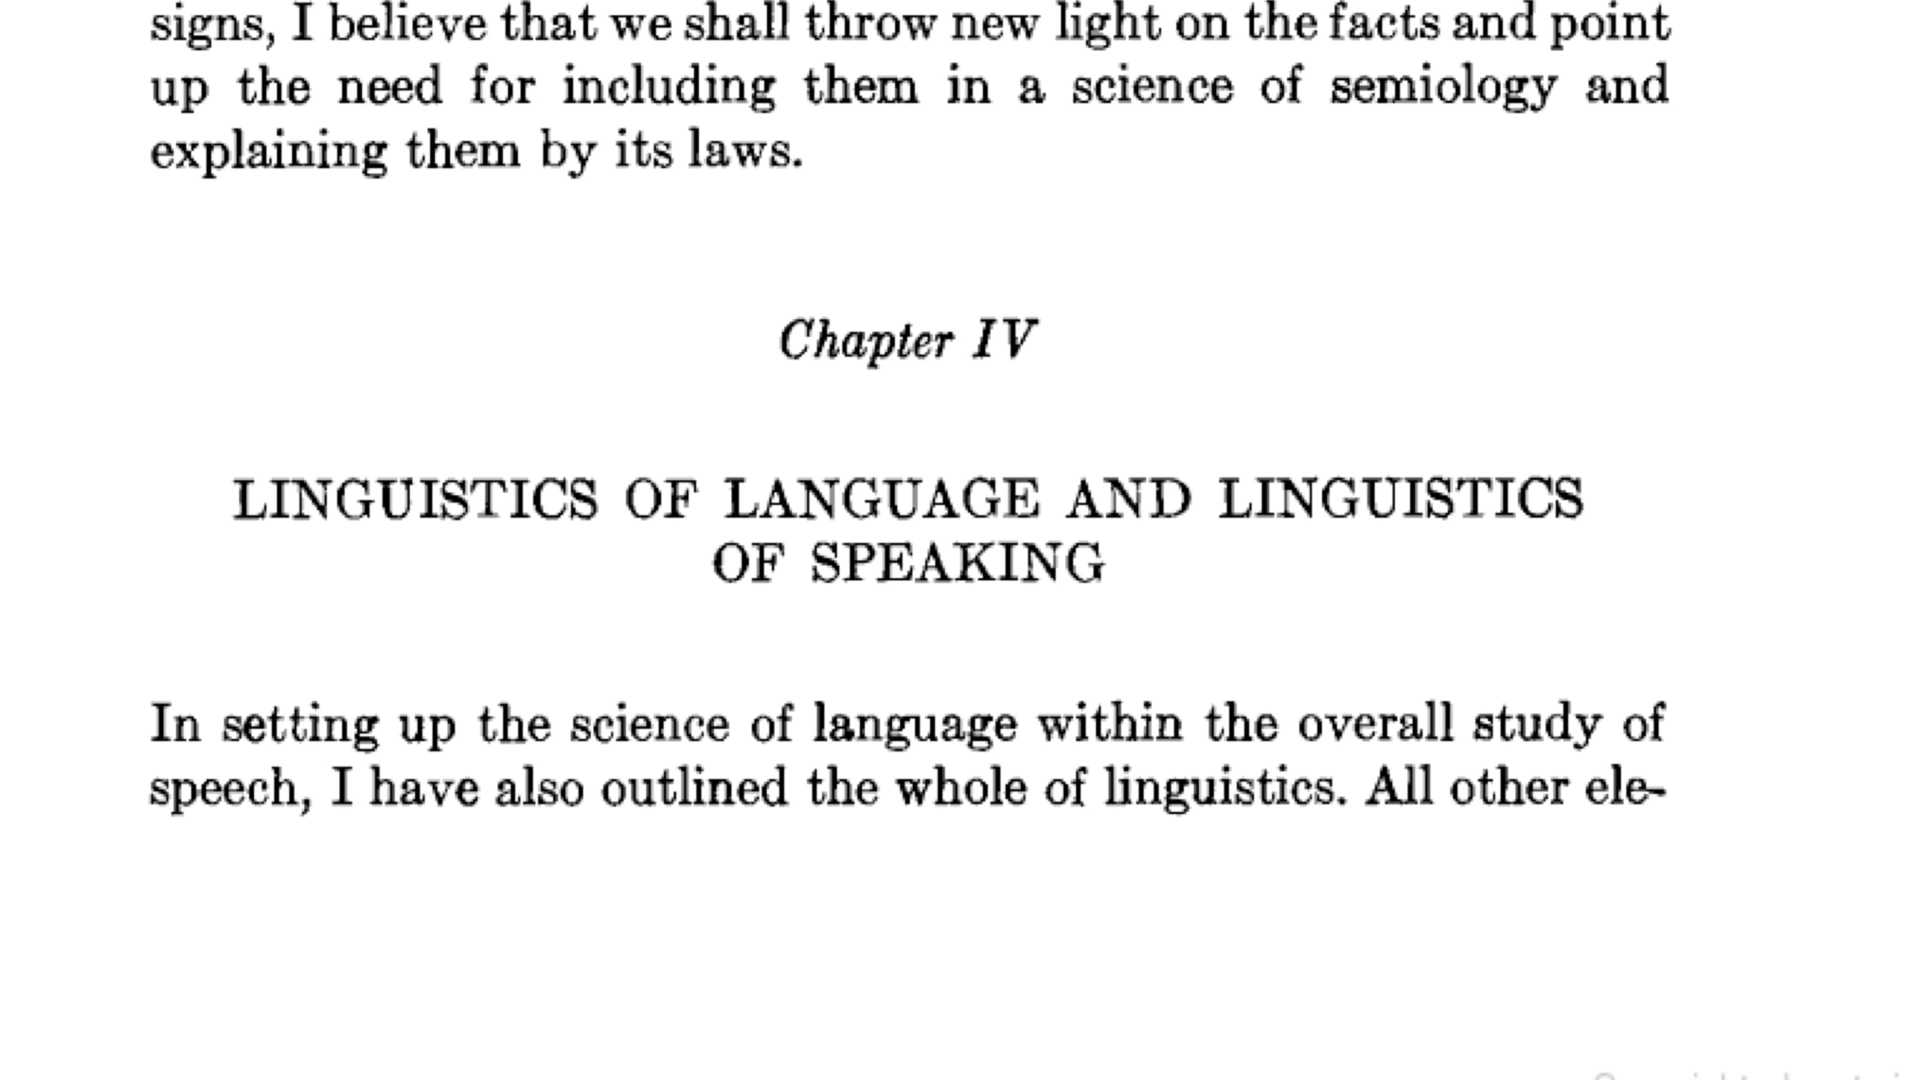 signs, I believe that we shall throw new light on the facts and point
up the need for including them in a science of semiology and
explaining them by its laws.
Chapter IV
LINGUISTICS OF LANGUAGE AND LINGUISTICS
OF SPEAKING
In setting up the science of language within the overall study of
speech, I have also outlined the whole of linguistics. All other ele-